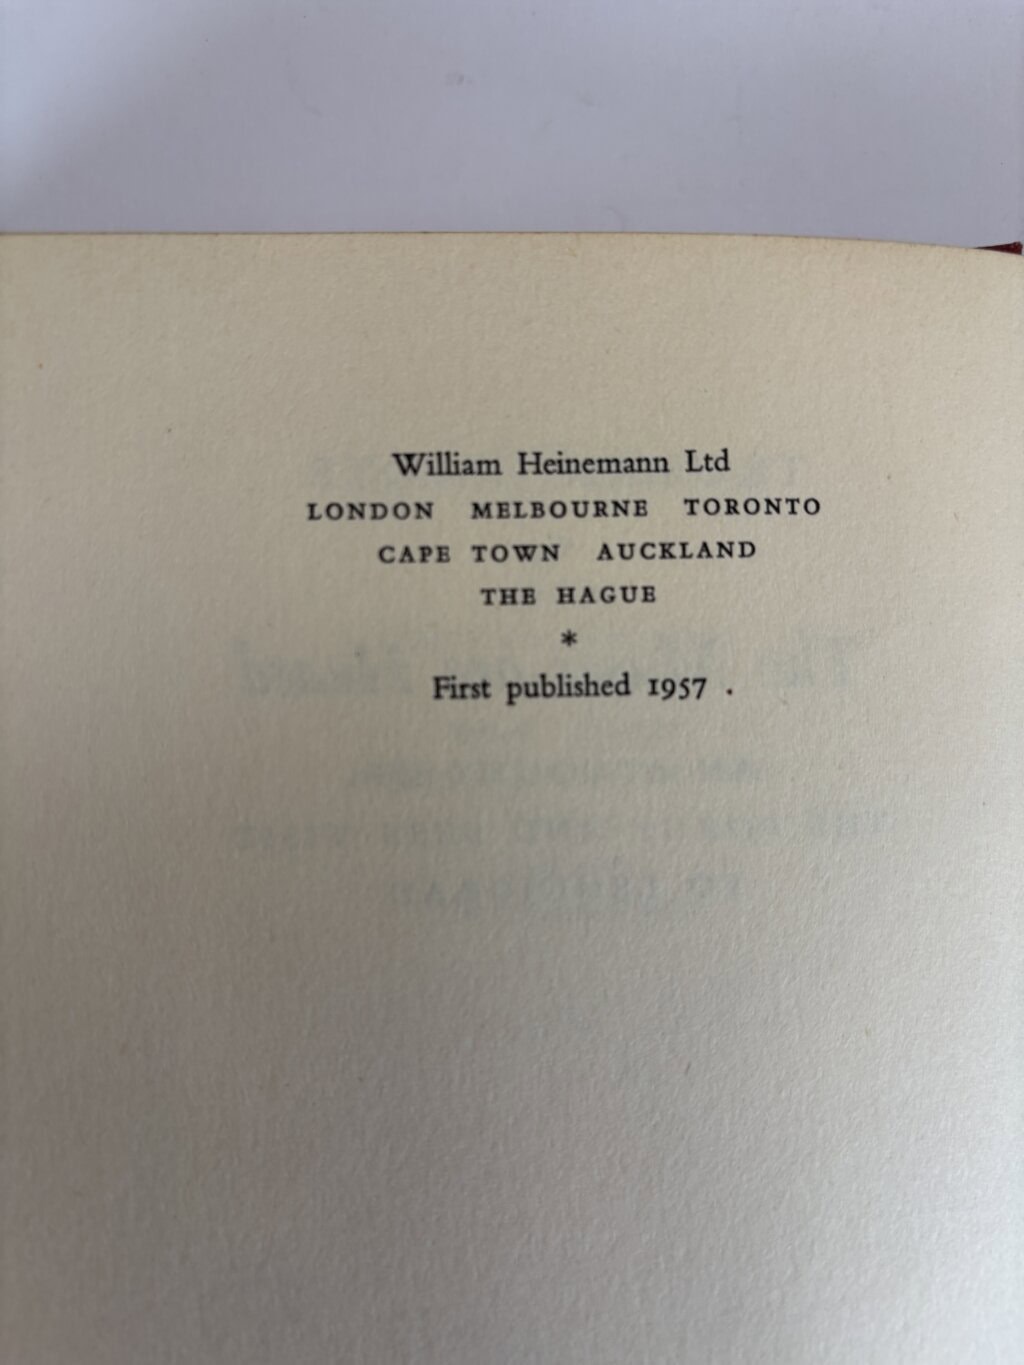 William Heinemann Ltd
LONDON MELBOURNE TORONTO
CAPE TOWN AUCKLAND
THE HAGUE
*
First published 1957 .